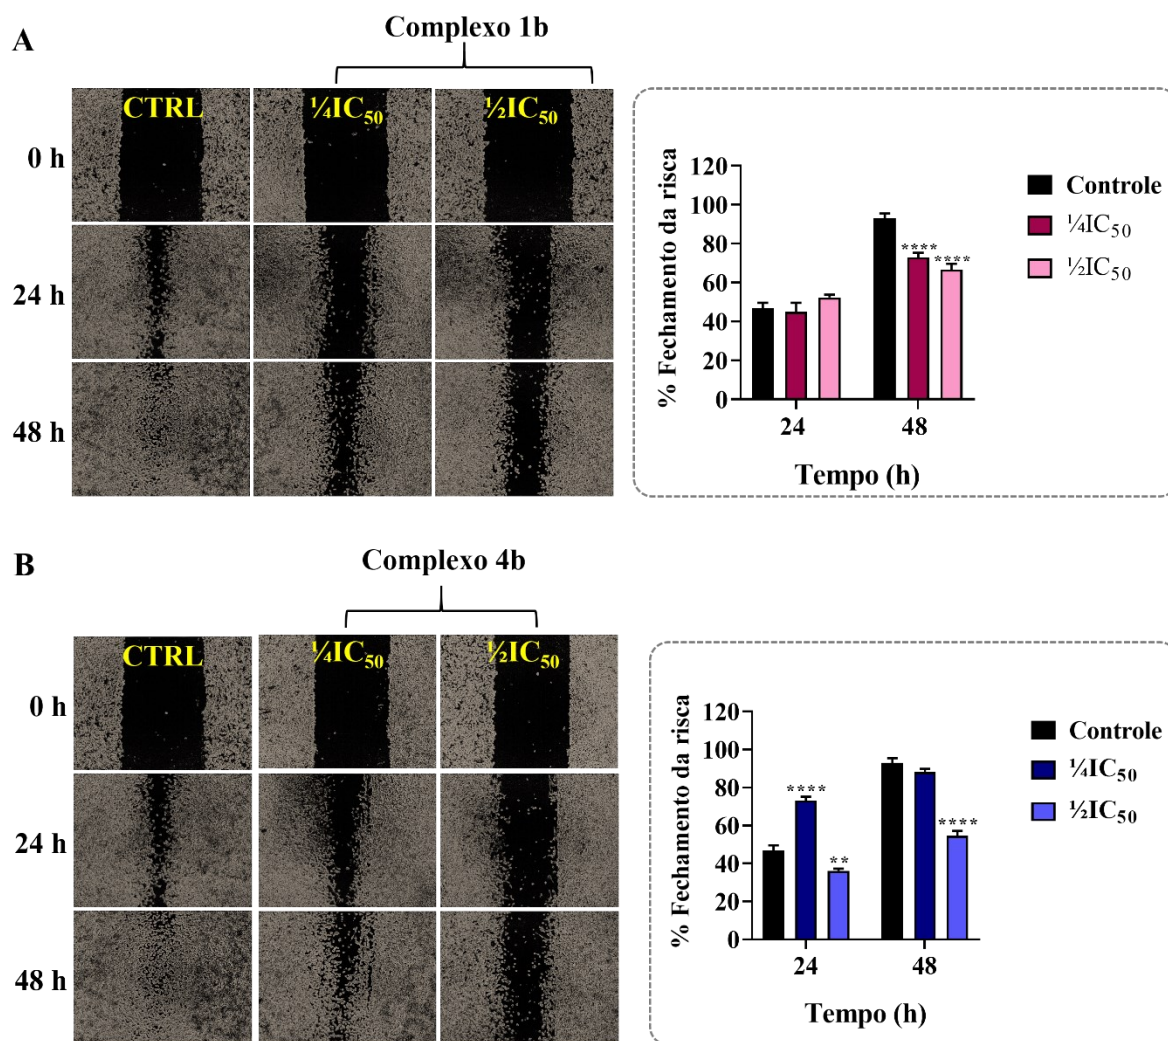 A
Complexo 1b
CTRL
¼IC₅₀
½IC₅₀
0 h
24 h
48 h
% Fechamento da risca
120
100
80
60
40
20
0
****
****
24
48
Tempo (h)
Controle
¼IC₅₀
½IC₅₀
B
Complexo 4b
CTRL
¼IC₅₀
½IC₅₀
0 h
24 h
48 h
% Fechamento da risca
120
100
80
60
40
20
0
****
**
****
24
48
Tempo (h)
Controle
¼IC₅₀
½IC₅₀